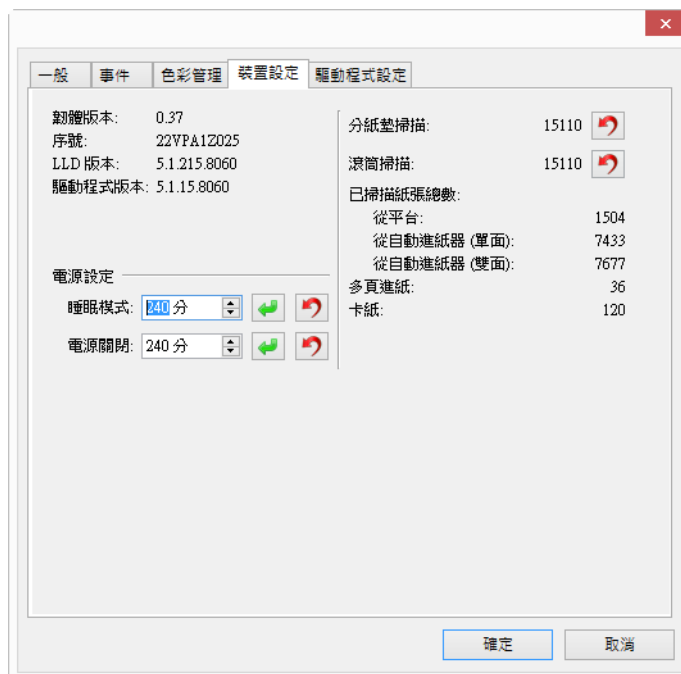 一般 事件 色彩管理 裝置設定 驅動程式設定
韌體版本: 0.37
序號: 22VPA1Z025
LLD 版本: 5.1.215.8060
驅動程式版本: 5.1.15.8060
電源設定
睡眠模式: 240 分
電源關閉: 240 分
分紙墊掃描: 15110
滾筒掃描: 15110
已掃描紙張總數:
從平台: 1504
從自動進紙器 (單面): 7433
從自動進紙器 (雙面): 7677
多頁進紙: 36
卡紙: 120
確定 取消